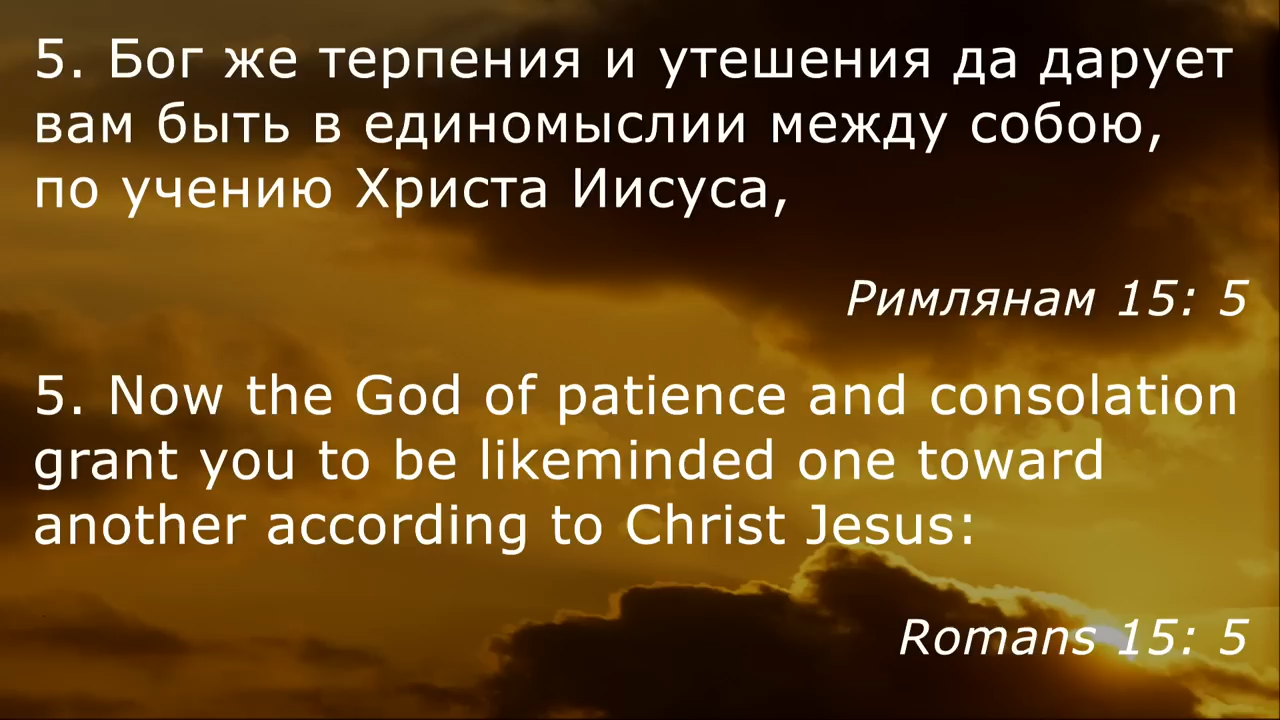 5. Бог же терпения и утешения да дарует
вам быть в единомыслии между собою,
по учению Христа Иисуса,
Римлянам 15: 5
5. Now the God of patience and consolation
grant you to be likeminded one toward
another according to Christ Jesus:
Romans 15: 5